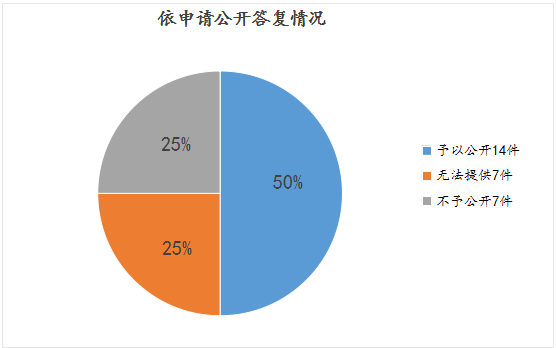 依申请公开答复情况
25%
50%
25%
予以公开14件
无法提供7件
不予公开7件